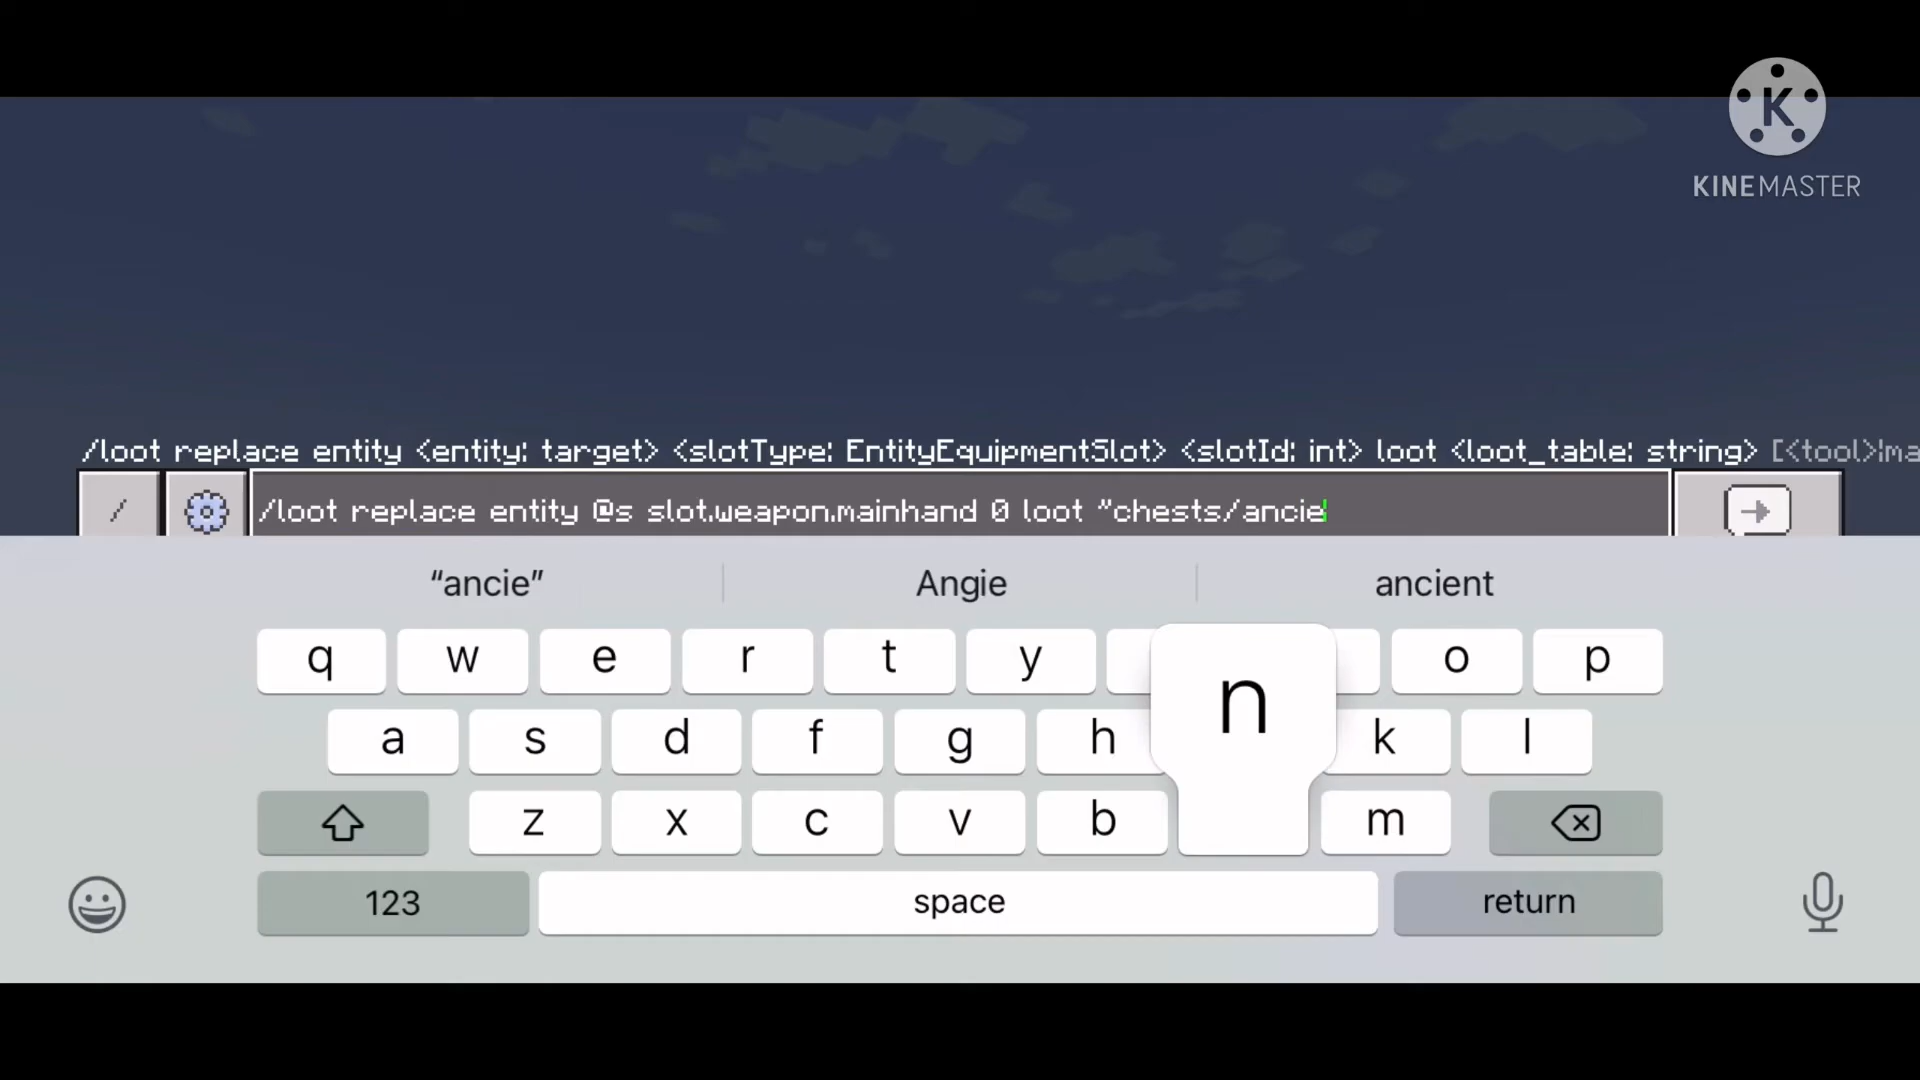 K
KINEMASTER
/loot replace entity <entity: target> <slotType: EntityEquipmentSlot> <slotId: int> loot <loot_table: string> [<tool>|ma
/
/loot replace entity @s slot.weapon.mainhand 0 loot "chests/ancie
“ancie” Angie ancient
q w e r t y o p
a s d f g h k l
n
z x c v b m
123 space return